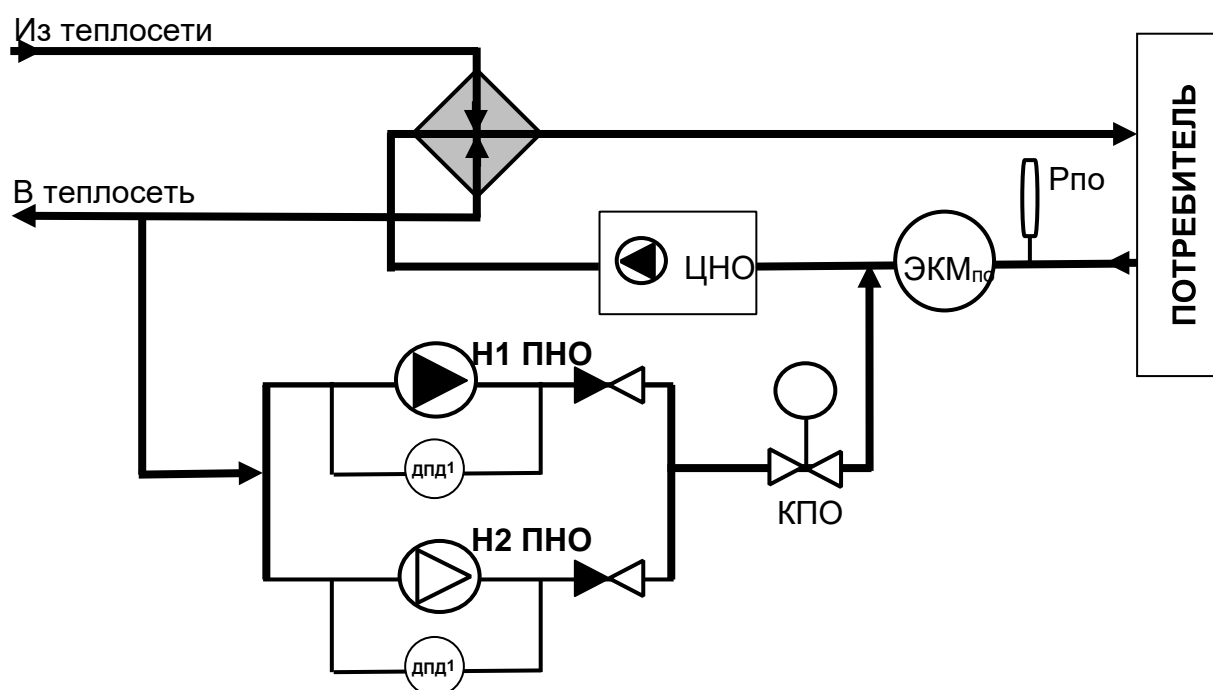 Из теплосети
В теплосеть
Рпо
ЦНО
ЭКМпо
ПОТРЕБИТЕЛЬ
Н1 ПНО
дпд1
КПО
Н2 ПНО
дпд1